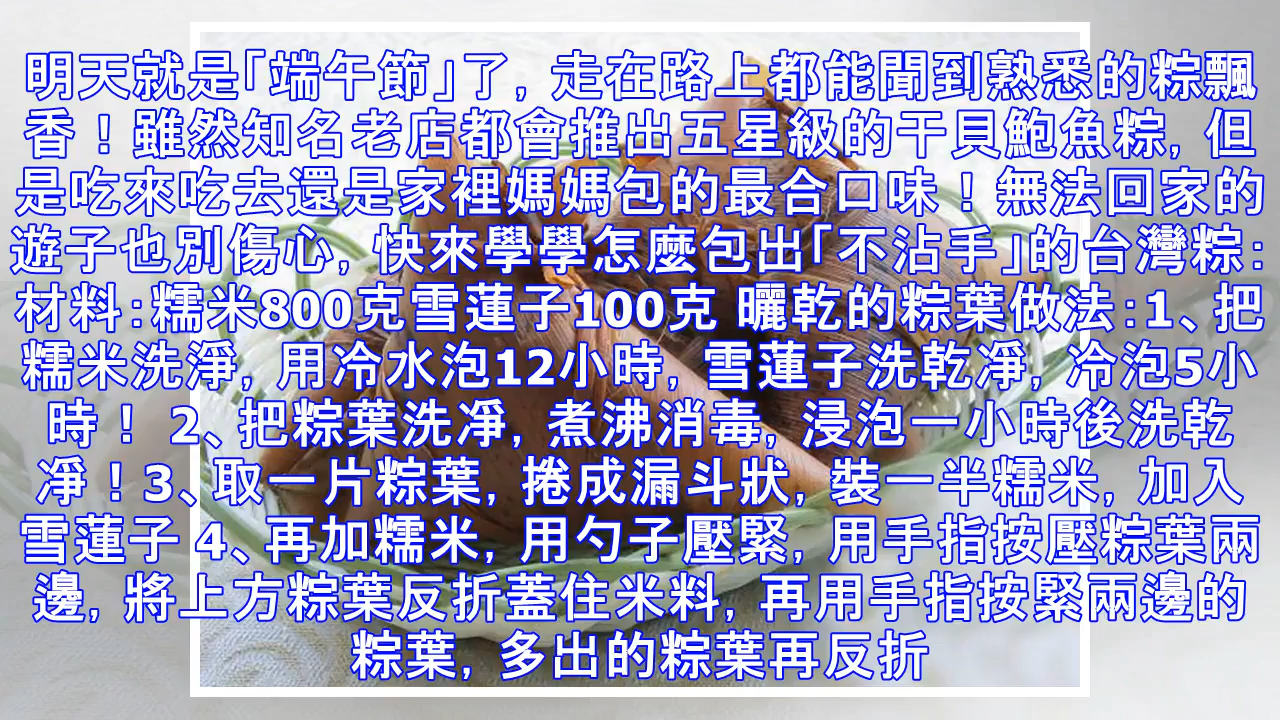 明天就是「端午節」了，走在路上都能聞到熟悉的粽飄
香！雖然知名老店都會推出五星級的干貝鮑魚粽，但
是吃來吃去還是家裡媽媽包的最合口味！無法回家的
遊子也別傷心，快來學學怎麼包出「不沾手」的台灣粽：
材料：糯米800克雪蓮子100克 曬乾的粽葉做法：1、把
糯米洗淨，用冷水泡12小時，雪蓮子洗乾凈，冷泡5小
時！ 2、把粽葉洗凈，煮沸消毒，浸泡一小時後洗乾
凈！3、取一片粽葉，捲成漏斗狀，裝一半糯米，加入
雪蓮子 4、再加糯米，用勺子壓緊，用手指按壓粽葉兩
邊，將上方粽葉反折蓋住米料，再用手指按緊兩邊的
粽葉，多出的粽葉再反折